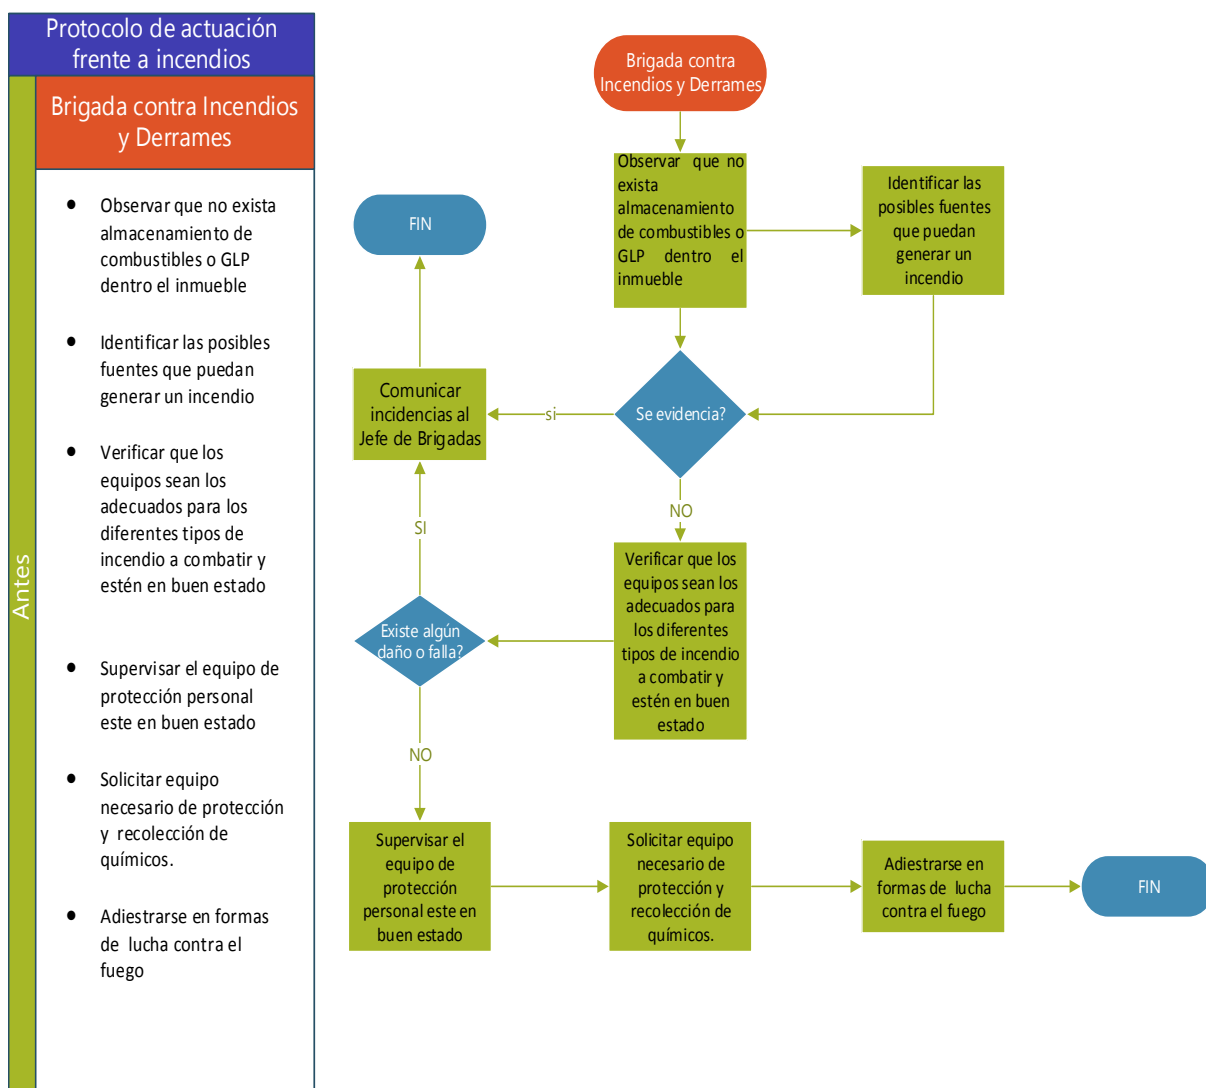 Protocolo de actuación
frente a incendios
Antes
Brigada contra Incendios
y Derrames
• Observar que no exista
almacenamiento de
combustibles o GLP
dentro el inmueble
• Identificar las posibles
fuentes que puedan
generar un incendio
• Verificar que los
equipos sean los
adecuados para los
diferentes tipos de
incendio a combatir y
estén en buen estado
• Supervisar el equipo de
protección personal
este en buen estado
• Solicitar equipo
necesario de protección
y recolección de
químicos.
• Adiestrarse en formas
de lucha contra el
fuego
Brigada contra
Incendios y Derrames
Observar que no
exista
almacenamiento
de combustibles o
GLP dentro el
inmueble
Identificar las
posibles fuentes
que puedan
generar un
incendio
FIN
Comunicar
incidencias al
Jefe de Brigadas
si
Se evidencia?
NO
SI
Verificar que los
equipos sean los
adecuados para
los diferentes
tipos de incendio
a combatir y
estén en buen
estado
Existe algún
daño o falla?
NO
Supervisar el
equipo de
protección
personal este en
buen estado
Solicitar equipo
necesario de
protección y
recolección de
químicos.
Adiestrarse en
formas de lucha
contra el fuego
FIN